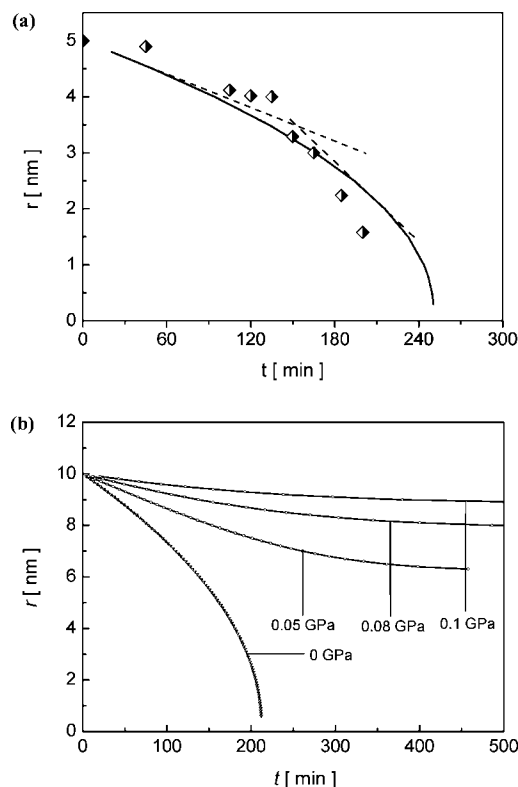 (a)
5
4
3
2
1
0
r [ nm ]
0 60 120 180 240 300
t [ min ]
(b)
12
10
8
6
4
2
0
r [ nm ]
0.05 GPa
0.08 GPa
0.1 GPa
0 GPa
0 100 200 300 400 500
t [ min ]